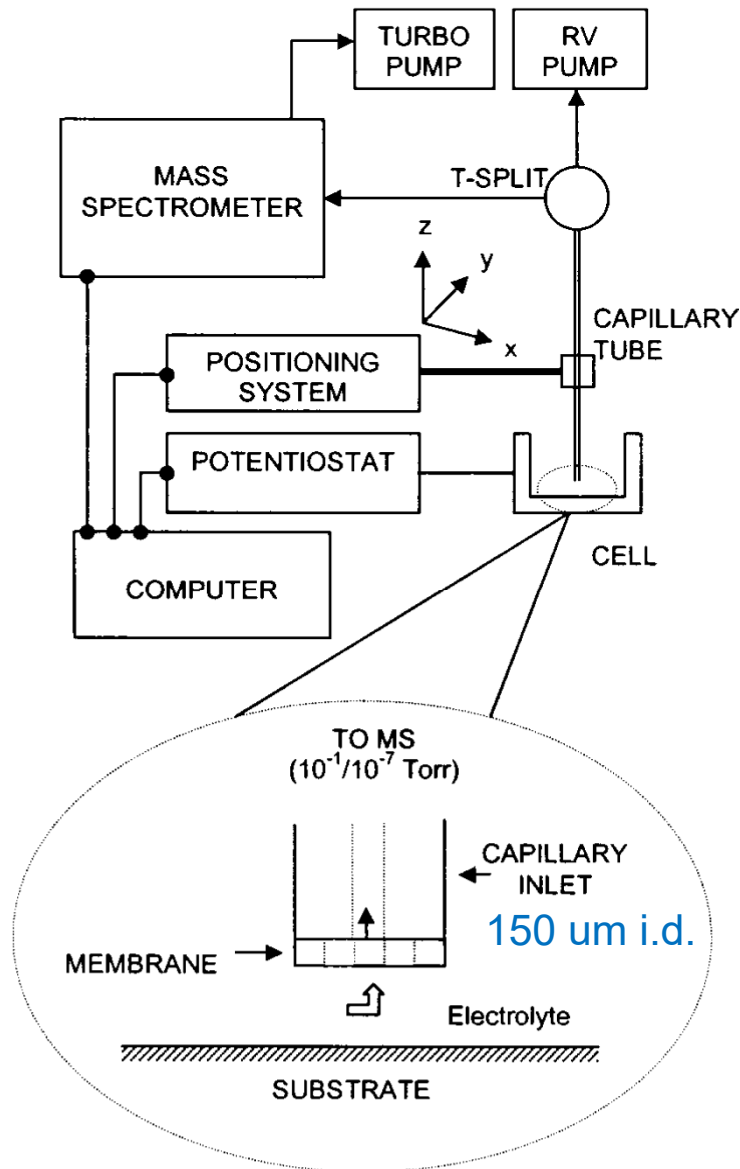 TURBO
PUMP
RV
PUMP
MASS
SPECTROMETER
T-SPLIT
z
y
x
CAPILLARY
TUBE
POSITIONING
SYSTEM
POTENTIOSTAT
CELL
COMPUTER
TO MS
(10⁻¹/10⁻⁷ Torr)
CAPILLARY
INLET
150 um i.d.
MEMBRANE
Electrolyte
SUBSTRATE